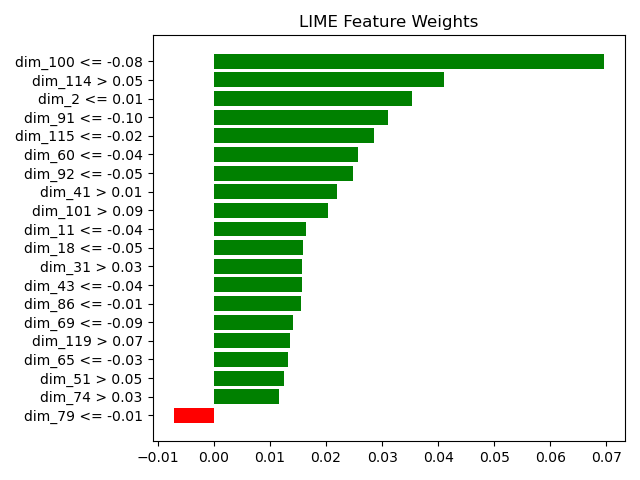 LIME Feature Weights
dim_100 <= -0.08
dim_114 > 0.05
dim_2 <= 0.01
dim_91 <= -0.10
dim_115 <= -0.02
dim_60 <= -0.04
dim_92 <= -0.05
dim_41 > 0.01
dim_101 > 0.09
dim_11 <= -0.04
dim_18 <= -0.05
dim_31 > 0.03
dim_43 <= -0.04
dim_86 <= -0.01
dim_69 <= -0.09
dim_119 > 0.07
dim_65 <= -0.03
dim_51 > 0.05
dim_74 > 0.03
dim_79 <= -0.01
−0.01 0.00 0.01 0.02 0.03 0.04 0.05 0.06 0.07